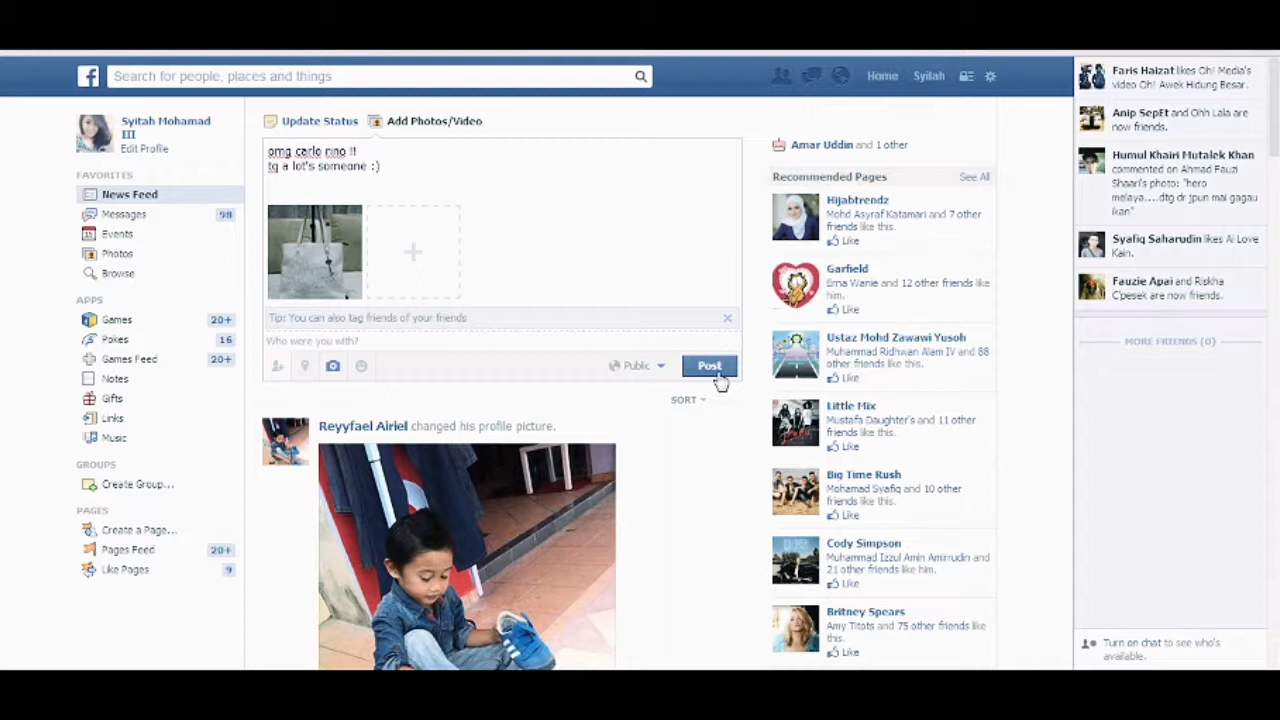 Search for people, places and things
Home
Syitah
Syitah Mohamad
III
Edit Profile
FAVORITES
News Feed
Messages 98
Events
Photos
Browse
APPS
Games 20+
Pokes 16
Games Feed 20+
Notes
Gifts
Links
Music
GROUPS
Create Group...
PAGES
Create a Page...
Pages Feed 20+
Like Pages 9
Update Status Add Photos/Video
omg carlo rino !!
tq a lot's someone :)
Tip: You can also tag friends of your friends
Who were you with?
Public
Post
SORT
Reyyfael Airiel changed his profile picture.
Amar Uddin and 1 other
Recommended Pages See All
Hijabtrendz
Mohd Asyraf Katamari and 7 other
friends like this.
Like
Garfield
Erna Wanie and 12 other friends like
him.
Like
Ustaz Mohd Zawawi Yusoh
Muhammad Ridhwan Alam IV and 88
other friends like this.
Like
Little Mix
Mustafa Daughter's and 11 other
friends like this.
Like
Big Time Rush
Mohamad Syafiq and 10 other
friends like this.
Like
Cody Simpson
Muhammad Izzul Amin Amirrudin and
21 other friends like him.
Like
Britney Spears
Amy Titots and 75 other friends like
this.
Like
Faris Haizat likes Oh! Media's
video Oh! Awek Hidung Besar.
Anip SepEt and Ohh Lala are
now friends.
Humul Khairi Mutalek Khan
commented on Ahmad Fauzi
Shaari's photo: "hero
melaya....dtg dr jpun mai gagau
ikan"
Syafiq Saharudin likes Ai Love
Kain.
Fauzie Apai and Riskha
C'pesek are now friends.
MORE FRIENDS (0)
Turn on chat to see who's
available.